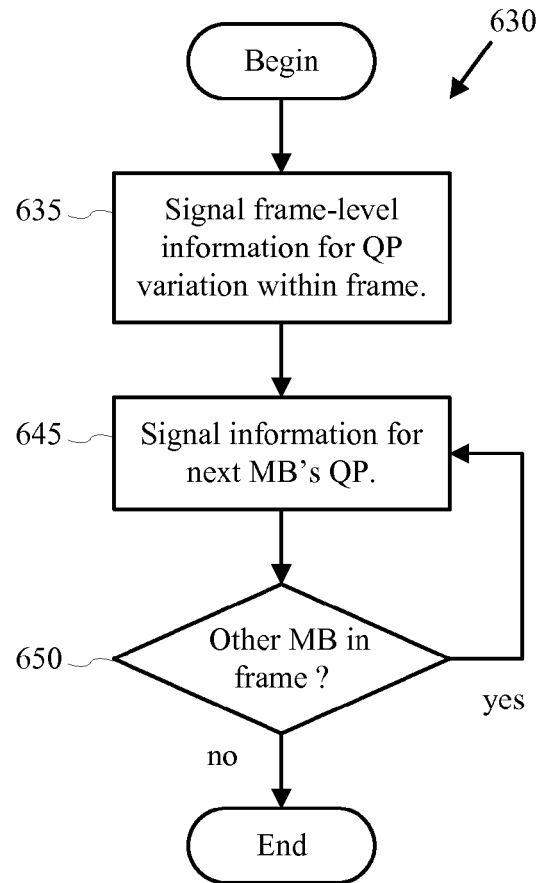 630
Begin
635
Signal frame-level
information for QP
variation within frame.
645
Signal information for
next MB's QP.
650
Other MB in
frame ?
yes
no
End